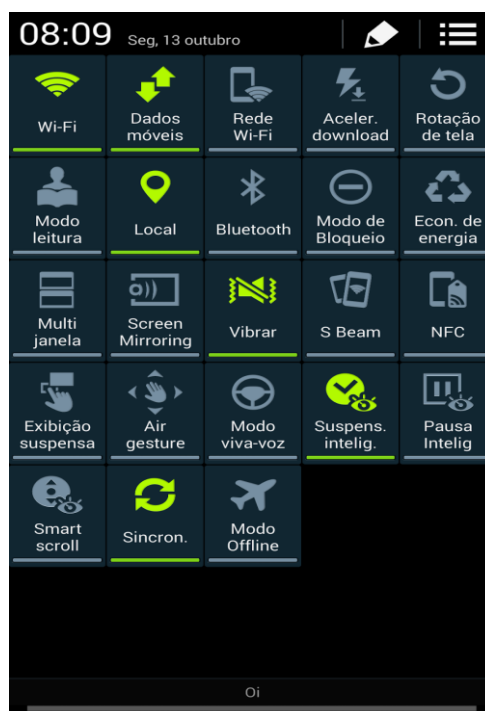 08:09 Seg, 13 outubro
Wi-Fi
Dados
móveis
Rede
Wi-Fi
Aceler.
download
Rotação
de tela
Modo
leitura
Local
Bluetooth
Modo de
Bloqueio
Econ. de
energia
Multi
janela
Screen
Mirroring
Vibrar
S Beam
NFC
Exibição
suspensa
Air
gesture
Modo
viva-voz
Suspens.
intelig.
Pausa
Intelig
Smart
scroll
Sincron.
Modo
Offline
Oi